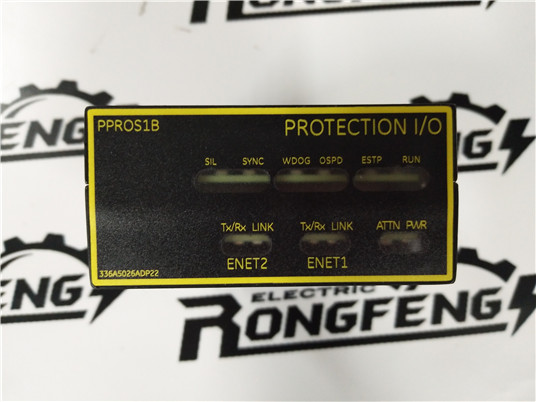 RONGFENG
PPROS1B PROTECTION I/O
SIL SYNC WDOG OSPD ESTP RUN
Tx/Rx LINK Tx/Rx LINK ATTN PWR
ENET2 ENET1
336A5026ADP22
ELECTRIC
RONGFENG